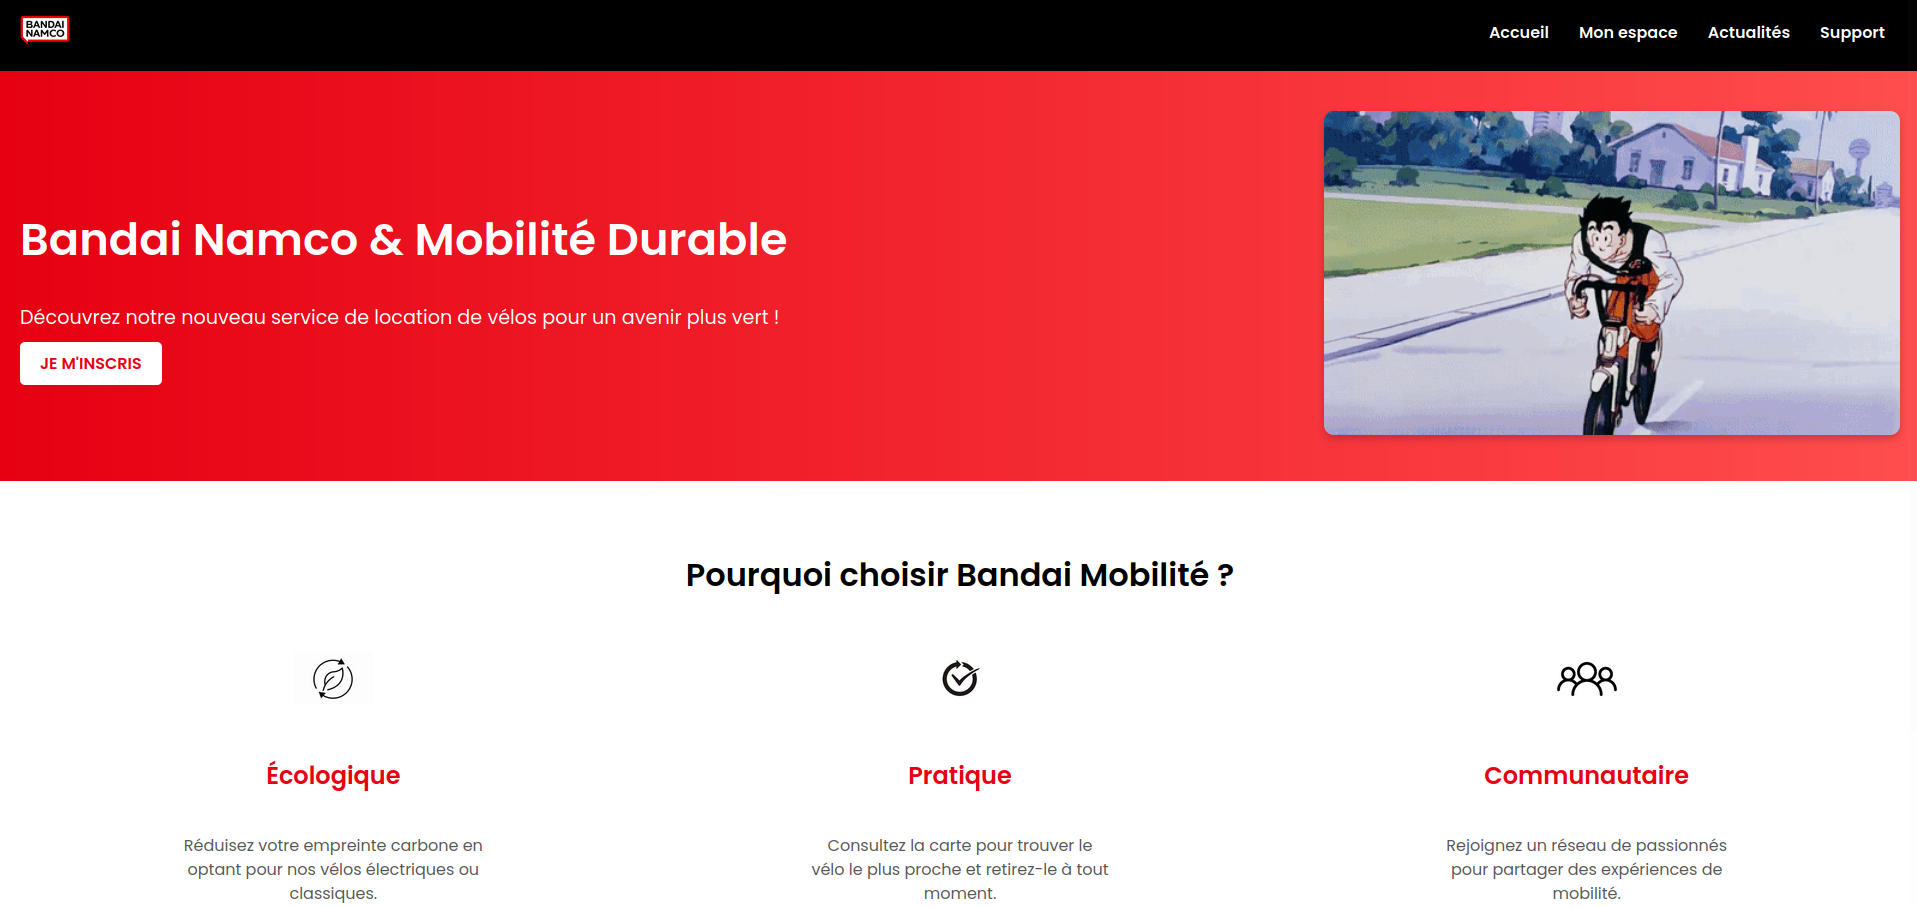 BANDAI
NAMCO
Accueil Mon espace Actualités Support
Bandai Namco & Mobilité Durable
Découvrez notre nouveau service de location de vélos pour un avenir plus vert !
JE M'INSCRIS
Pourquoi choisir Bandai Mobilité ?
Écologique
Réduisez votre empreinte carbone en
optant pour nos vélos électriques ou
classiques.
Pratique
Consultez la carte pour trouver le
vélo le plus proche et retirez-le à tout
moment.
Communautaire
Rejoignez un réseau de passionnés
pour partager des expériences de
mobilité.